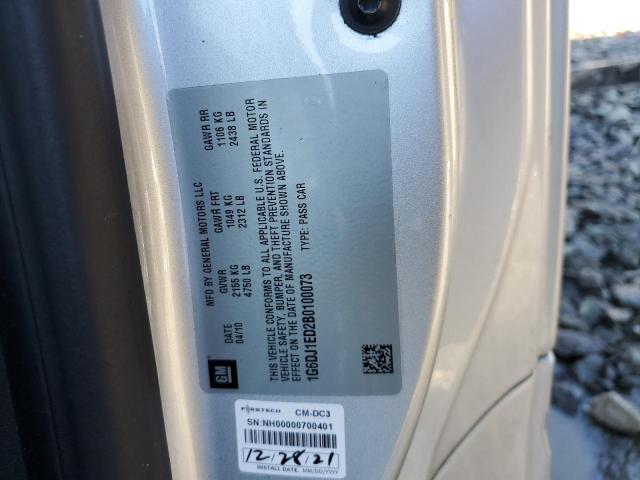 MFD BY GENERAL MOTORS LLC
DATE GVWR GAWR FRT GAWR RR
04/10 2155 KG 1049 KG 1106 KG
4750 LB 2312 LB 2438 LB
THIS VEHICLE CONFORMS TO ALL APPLICABLE U.S. FEDERAL MOTOR
VEHICLE SAFETY, BUMPER, AND THEFT PREVENTION STANDARDS IN
EFFECT ON THE DATE OF MANUFACTURE SHOWN ABOVE.
1G6DJ1ED2B0100073 TYPE: PASS CAR
GM
FIRSTECH CM-DC3
SN:NH00000700401
12/28/21
INSTALL DATE. MM/DD/YYYY